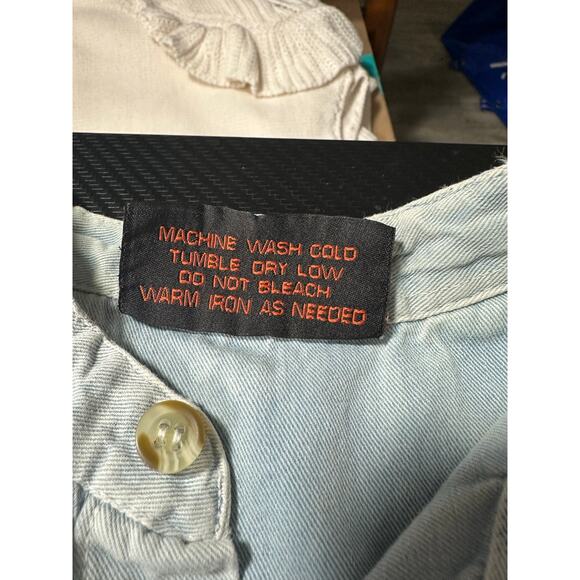 MACHINE WASH COLD
TUMBLE DRY LOW
DO NOT BLEACH
WARM IRON AS NEEDED